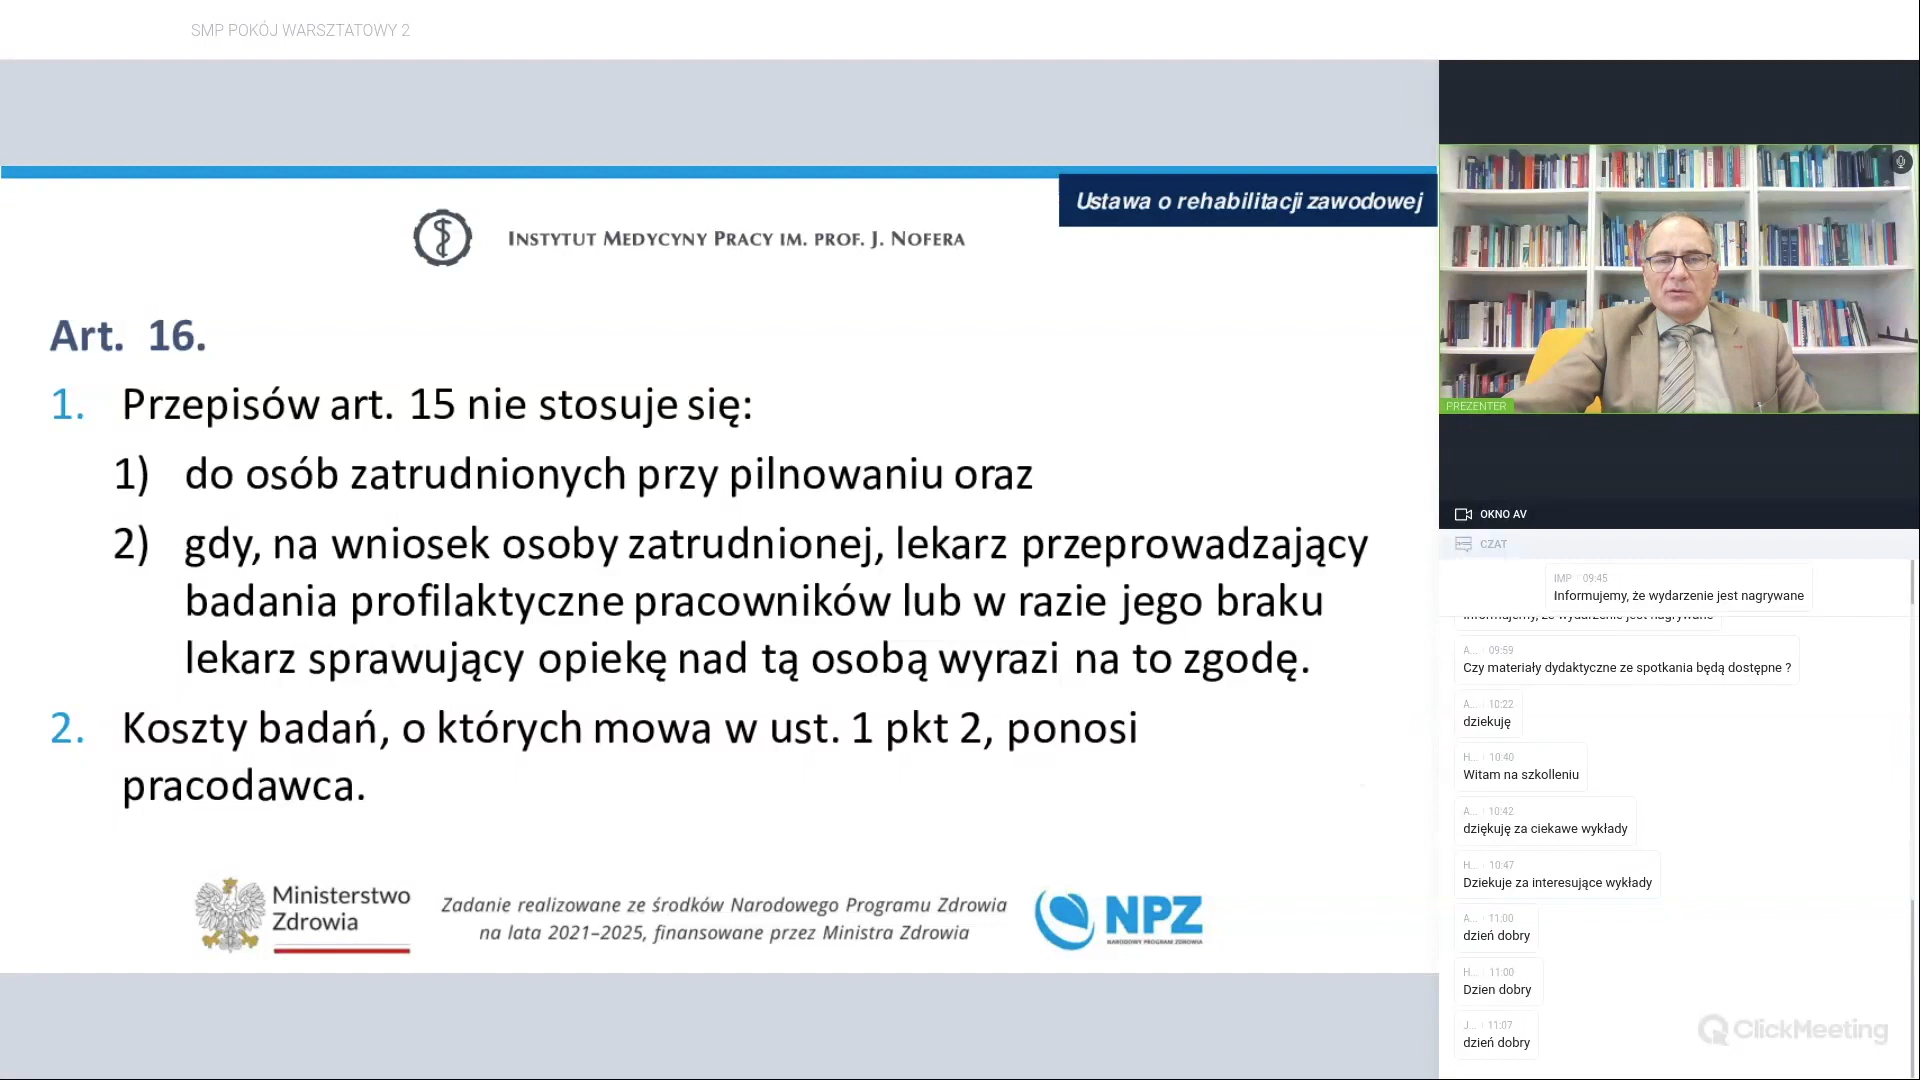 SMP POKÓJ WARSZTATOWY 2
Ustawa o rehabilitacji zawodowej
INSTYTUT MEDYCYNY PRACY IM. PROF. J. NOFERA
Art. 16.
1. Przepisów art. 15 nie stosuje się:
1) do osób zatrudnionych przy pilnowaniu oraz
2) gdy, na wniosek osoby zatrudnionej, lekarz przeprowadzający
badania profilaktyczne pracowników lub w razie jego braku
lekarz sprawujący opiekę nad tą osobą wyrazi na to zgodę.
2. Koszty badań, o których mowa w ust. 1 pkt 2, ponosi
pracodawca.
Ministerstwo
Zdrowia
Zadanie realizowane ze środków Narodowego Programu Zdrowia
na lata 2021–2025, finansowane przez Ministra Zdrowia
NPZ
NARODOWY PROGRAM ZDROWIA
PREZENTER
OKNO AV
CZAT
IMP 09:45
Informujemy, że wydarzenie jest nagrywane
Informujemy, że wydarzenie jest nagrywane
A... 09:59
Czy materiały dydaktyczne ze spotkania będą dostępne ?
A... 10:22
dziekuję
H... 10:40
Witam na szkolleniu
A... 10:42
dziękuję za ciekawe wykłady
H... 10:47
Dziekuje za interesujące wykłady
A... 11:00
dzień dobry
H... 11:00
Dzien dobry
J... 11:07
dzień dobry
ClickMeeting